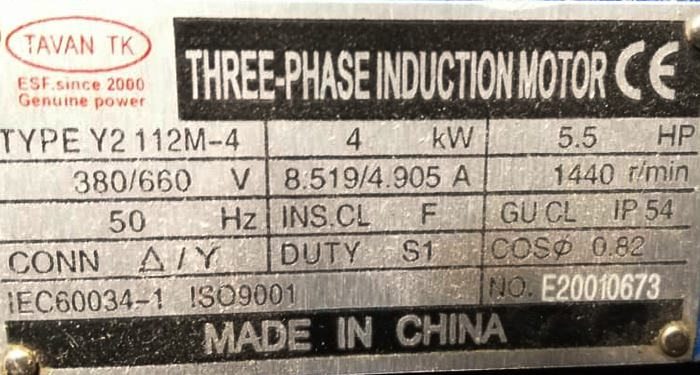 TAVAN TK
ESF.since 2000
Genuine power
THREE-PHASE INDUCTION MOTOR CE
TYPE Y2 112M-4 4 kW 5.5 HP
380/660 V 8.519/4.905 A 1440 r/min
50 Hz INS.CL F GU CL IP 54
CONN Δ / Y DUTY S1 COSϕ 0.82
IEC60034-1 ISO9001 NO. E20010673
MADE IN CHINA